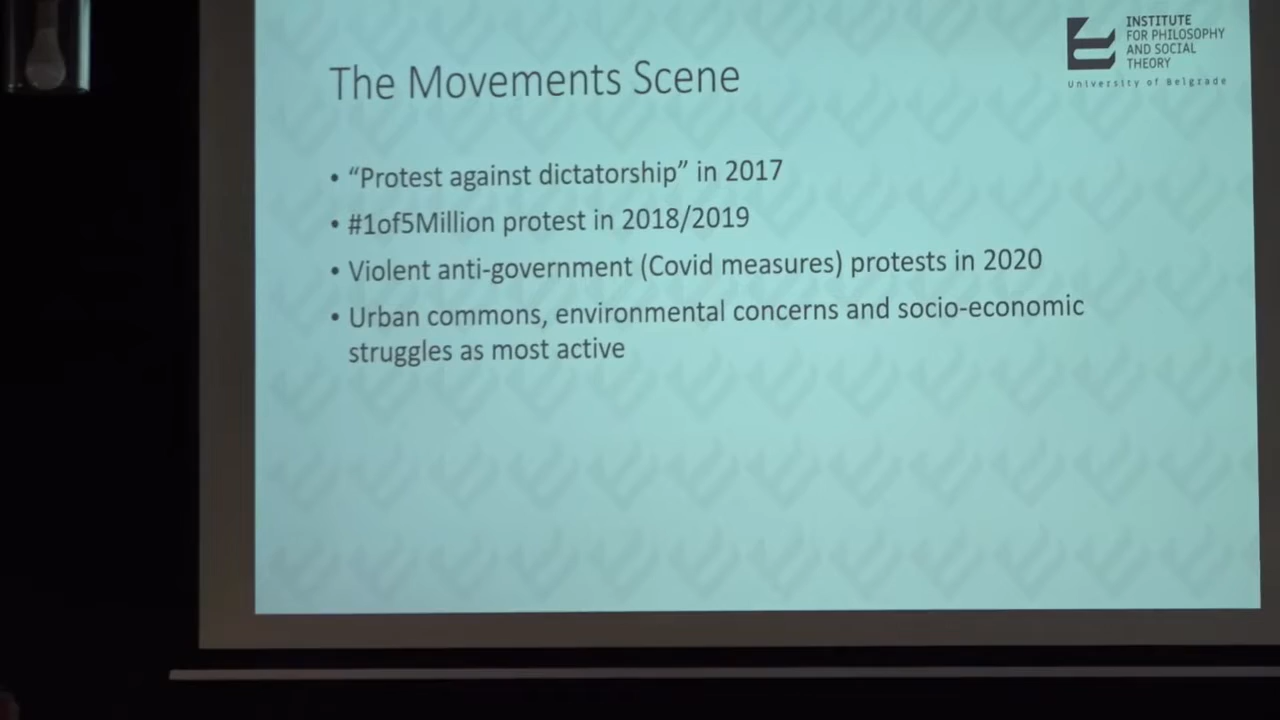 INSTITUTE
FOR PHILOSOPHY
AND SOCIAL
THEORY
University of Belgrade
The Movements Scene
• “Protest against dictatorship” in 2017
• #1of5Million protest in 2018/2019
• Violent anti-government (Covid measures) protests in 2020
• Urban commons, environmental concerns and socio-economic
struggles as most active